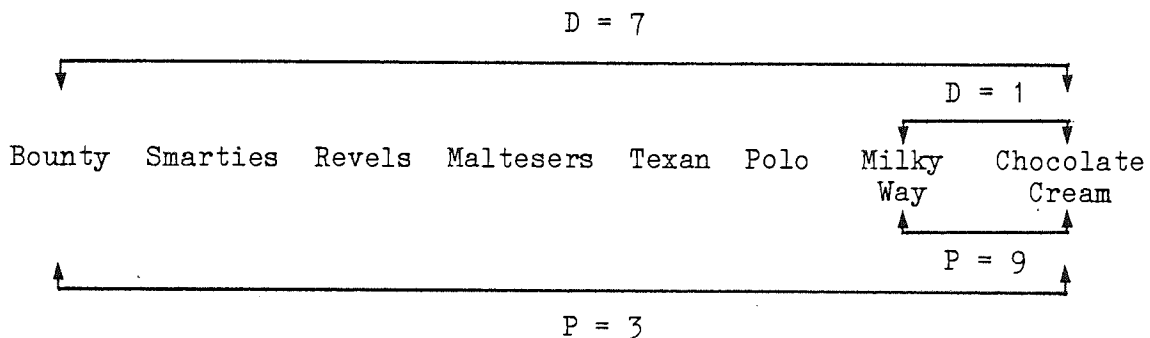 D = 7
D = 1
Bounty Smarties Revels Maltesers Texan Polo Milky Way Chocolate Cream
P = 9
P = 3